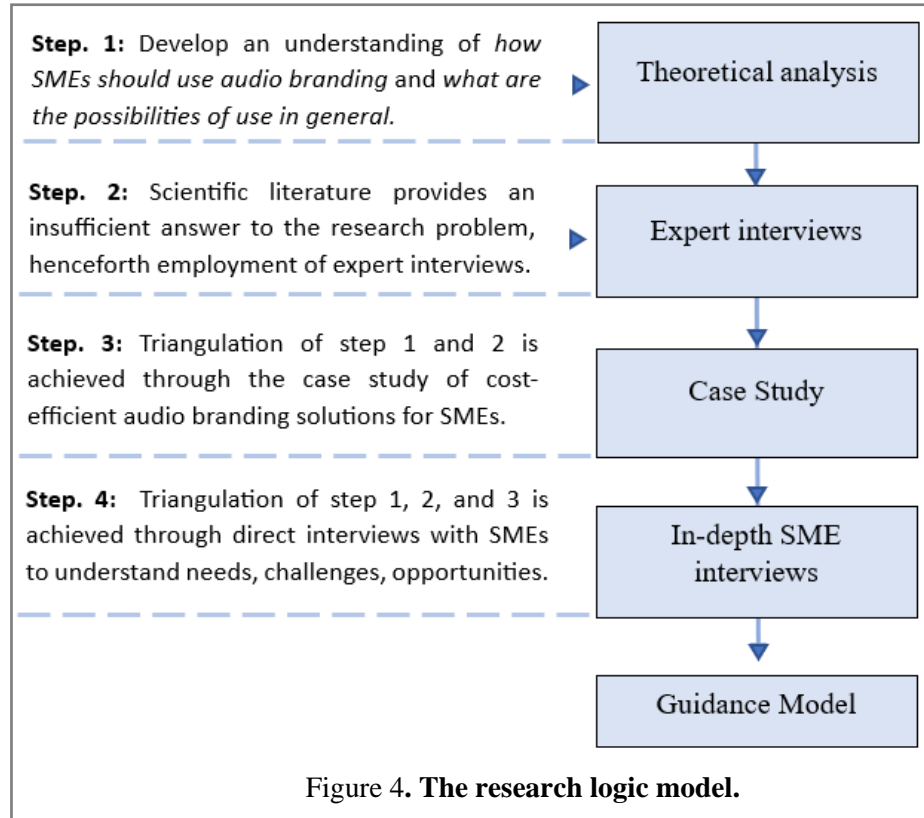 Step. 1: Develop an understanding of how
SMEs should use audio branding and what are
the possibilities of use in general.
Theoretical analysis
Step. 2: Scientific literature provides an
insufficient answer to the research problem,
henceforth employment of expert interviews.
Expert interviews
Step. 3: Triangulation of step 1 and 2 is
achieved through the case study of cost-
efficient audio branding solutions for SMEs.
Case Study
Step. 4: Triangulation of step 1, 2, and 3 is
achieved through direct interviews with SMEs
to understand needs, challenges, opportunities.
In-depth SME
interviews
Guidance Model
Figure 4. The research logic model.